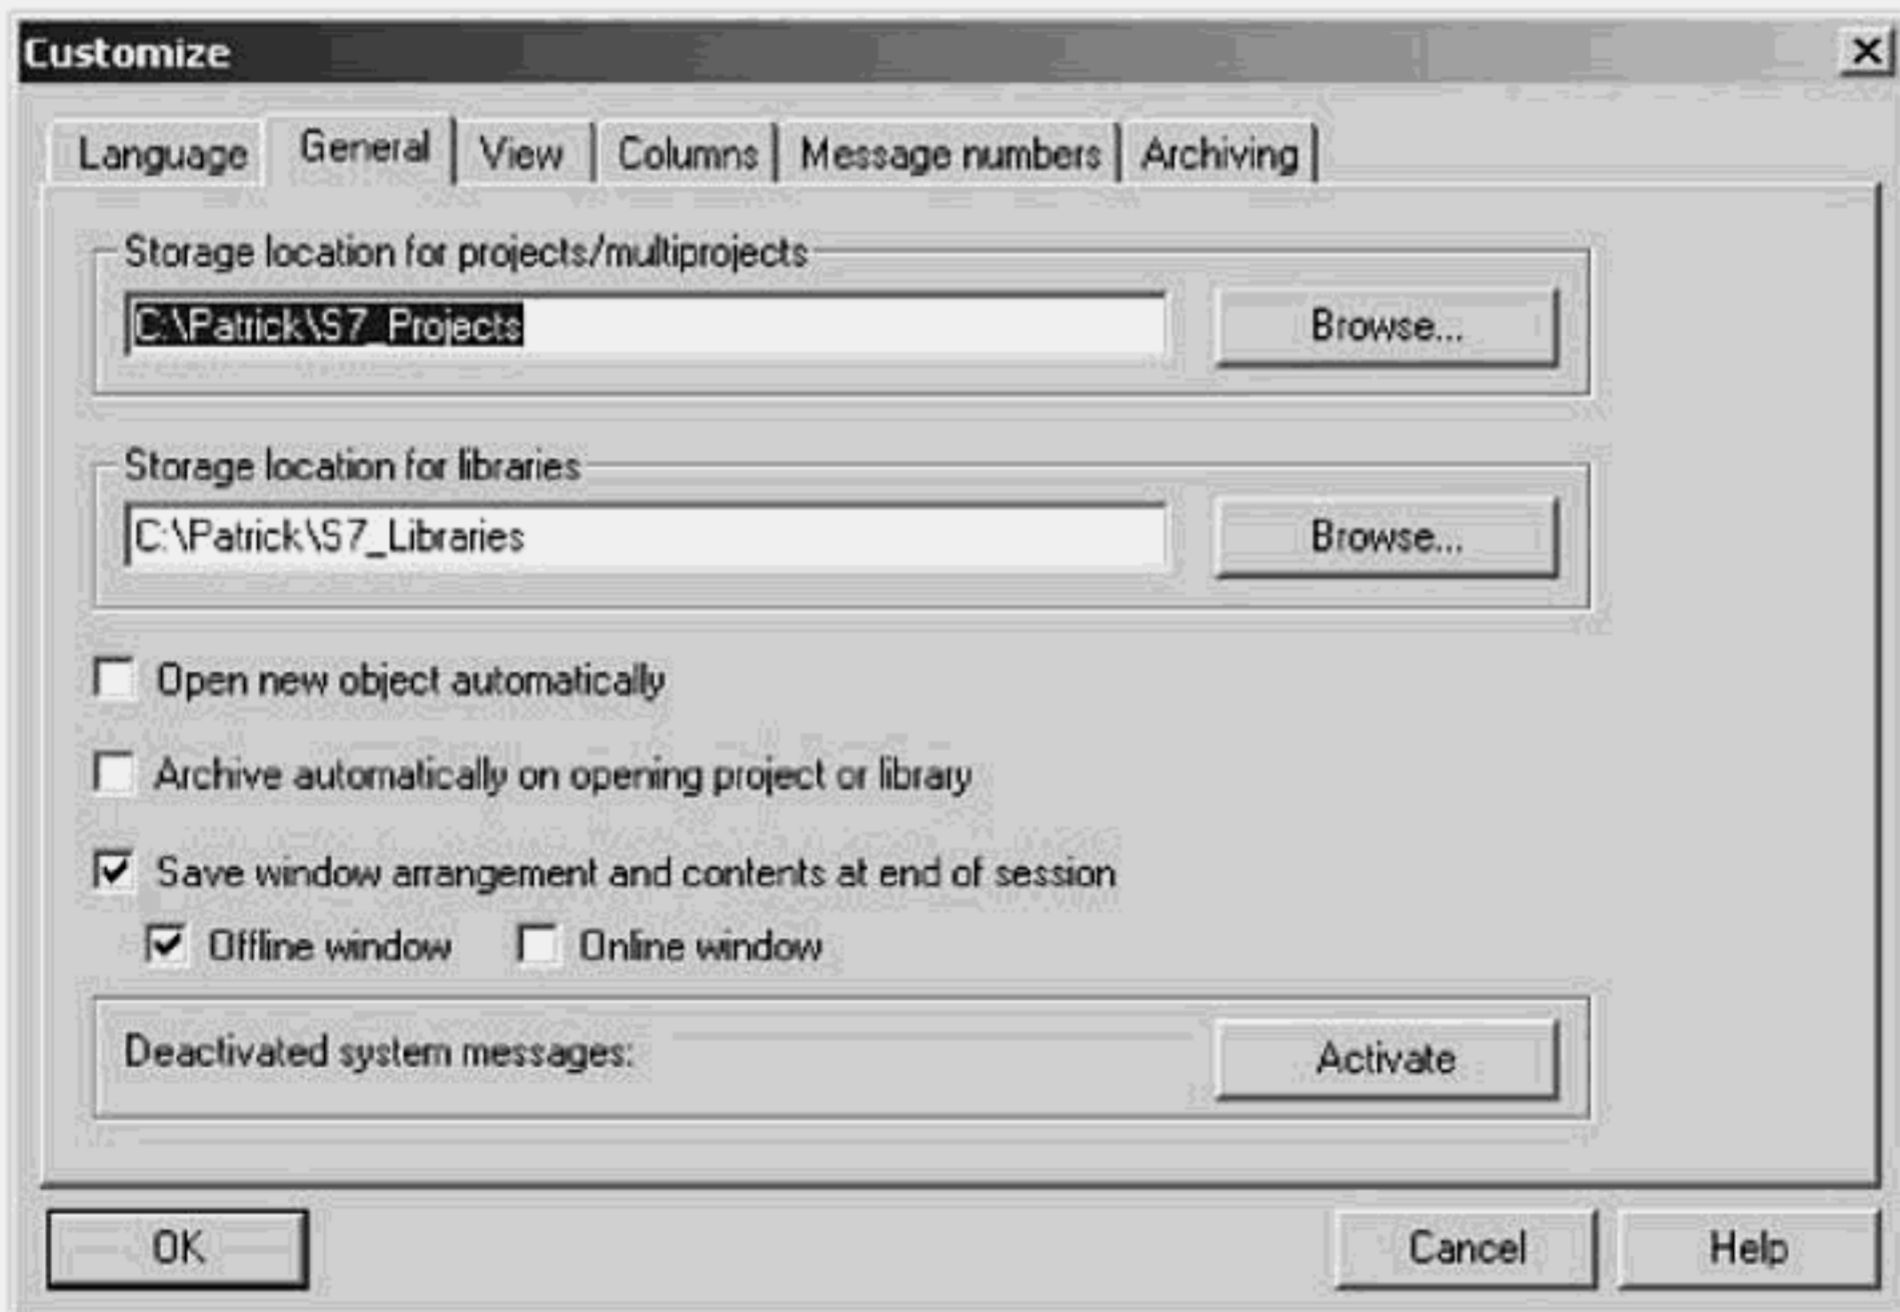 Customize
Language General View Columns Message numbers Archiving
Storage location for projects/multiprojects
C:\Patrick\S7_Projects Browse...
Storage location for libraries
C:\Patrick\S7_Libraries Browse...
Open new object automatically
Archive automatically on opening project or library
Save window arrangement and contents at end of session
Offline window Online window
Deactivated system messages: Activate
OK Cancel Help